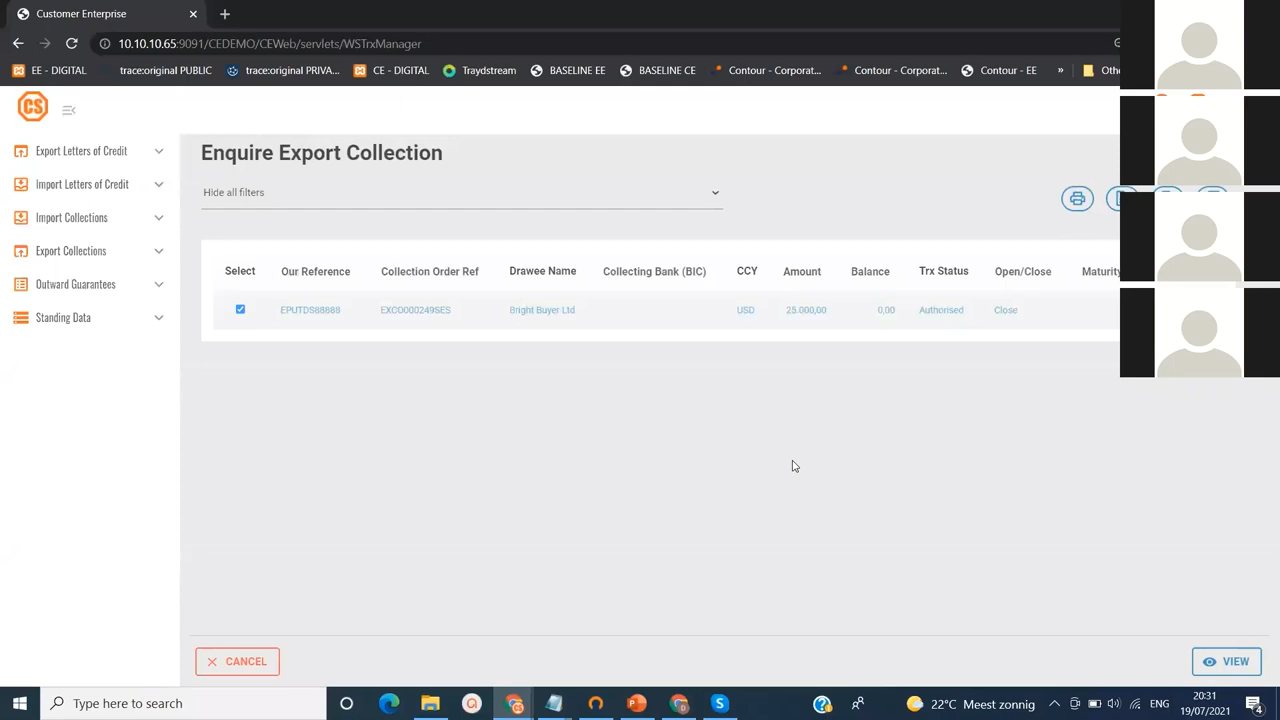 Customer Enterprise
10.10.10.65:9091/CEDEMO/CEWeb/servlets/WSTrxManager
EE - DIGITAL trace:original PUBLIC trace:original PRIVA... CE - DIGITAL Traydstream BASELINE EE BASELINE CE Contour - Corporat... Contour - Corporat... Contour - EE » Othe
CS
Export Letters of Credit
Import Letters of Credit
Import Collections
Export Collections
Outward Guarantees
Standing Data
Enquire Export Collection
Hide all filters
Select Our Reference Collection Order Ref Drawee Name Collecting Bank (BIC) CCY Amount Balance Trx Status Open/Close Maturity
EPUTDS88868 EXCO000249SES Bright Buyer Ltd USD 25.000,00 0,00 Authorised Close
CANCEL
VIEW
Type here to search
22°C Meest zonnig
20:31
19/07/2021
4